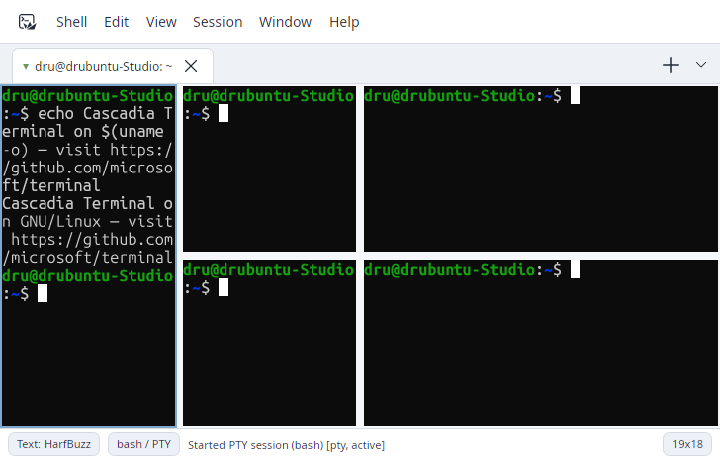 Shell Edit View Session Window Help
▾ dru@drubuntu-Studio: ~
dru@drubuntu-Studio
:~$ echo Cascadia T
erminal on $(uname
-o) — visit https:/
/github.com/microso
ft/terminal
Cascadia Terminal o
n GNU/Linux — visit
https://github.com
/microsoft/terminal
dru@drubuntu-Studio
:~$
dru@drubuntu-Studio
:~$
dru@drubuntu-Studio:~$
dru@drubuntu-Studio
:~$
dru@drubuntu-Studio:~$
Text: HarfBuzz bash / PTY Started PTY session (bash) [pty, active] 19x18